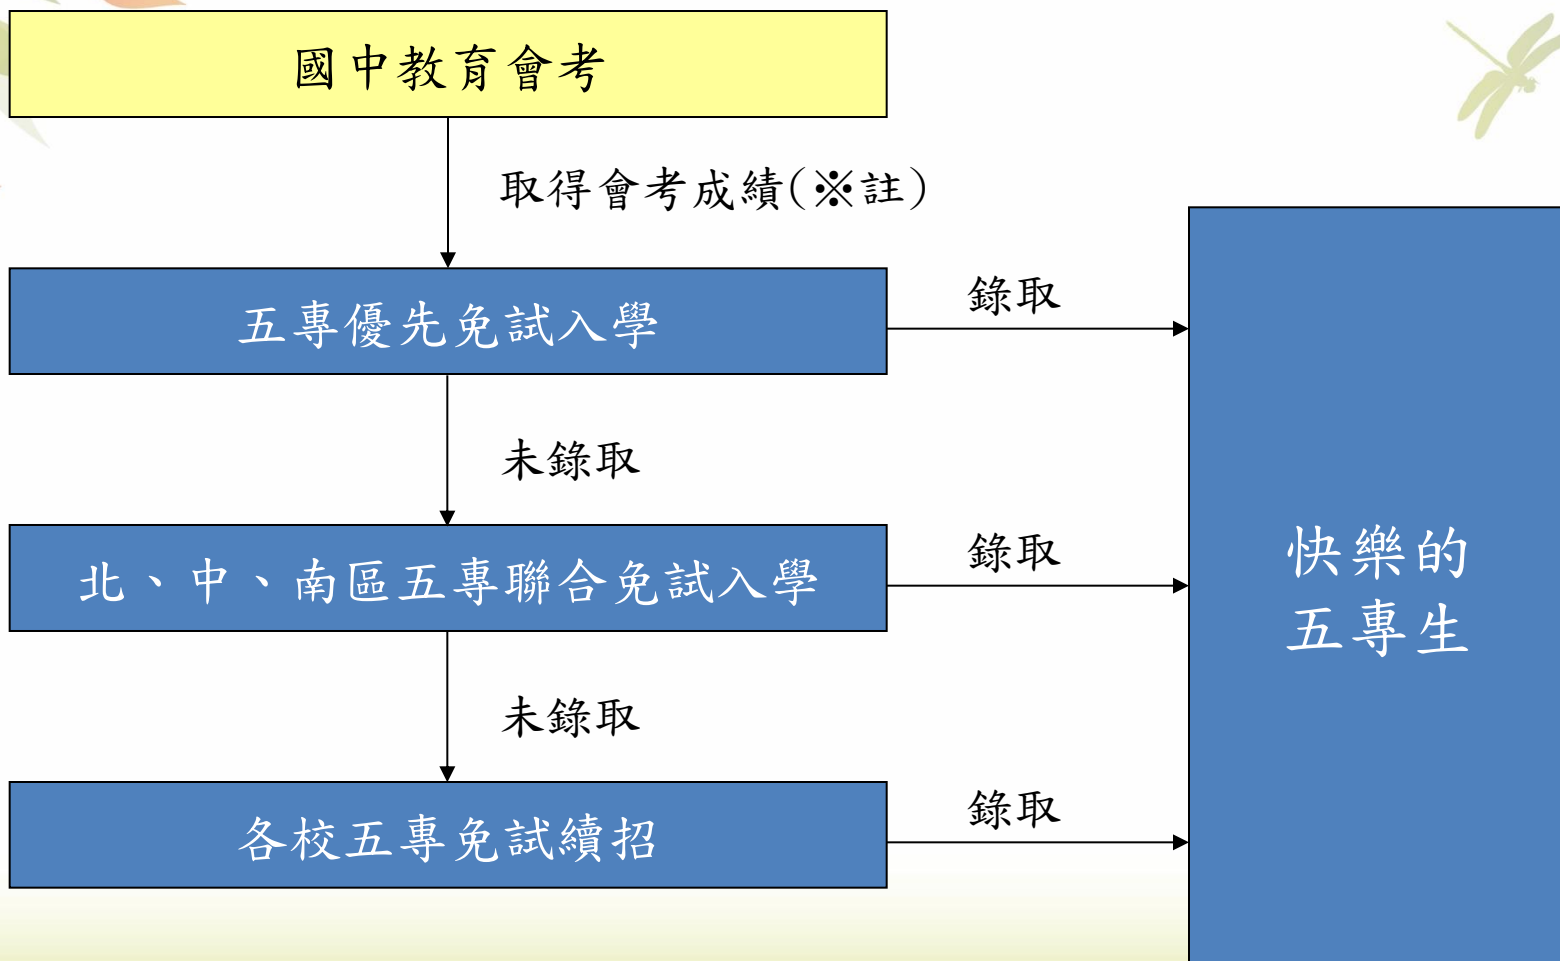 國中教育會考
取得會考成績(※註)
五專優先免試入學
錄取
未錄取
北、中、南區五專聯合免試入學
錄取
未錄取
各校五專免試續招
錄取
快樂的
五專生